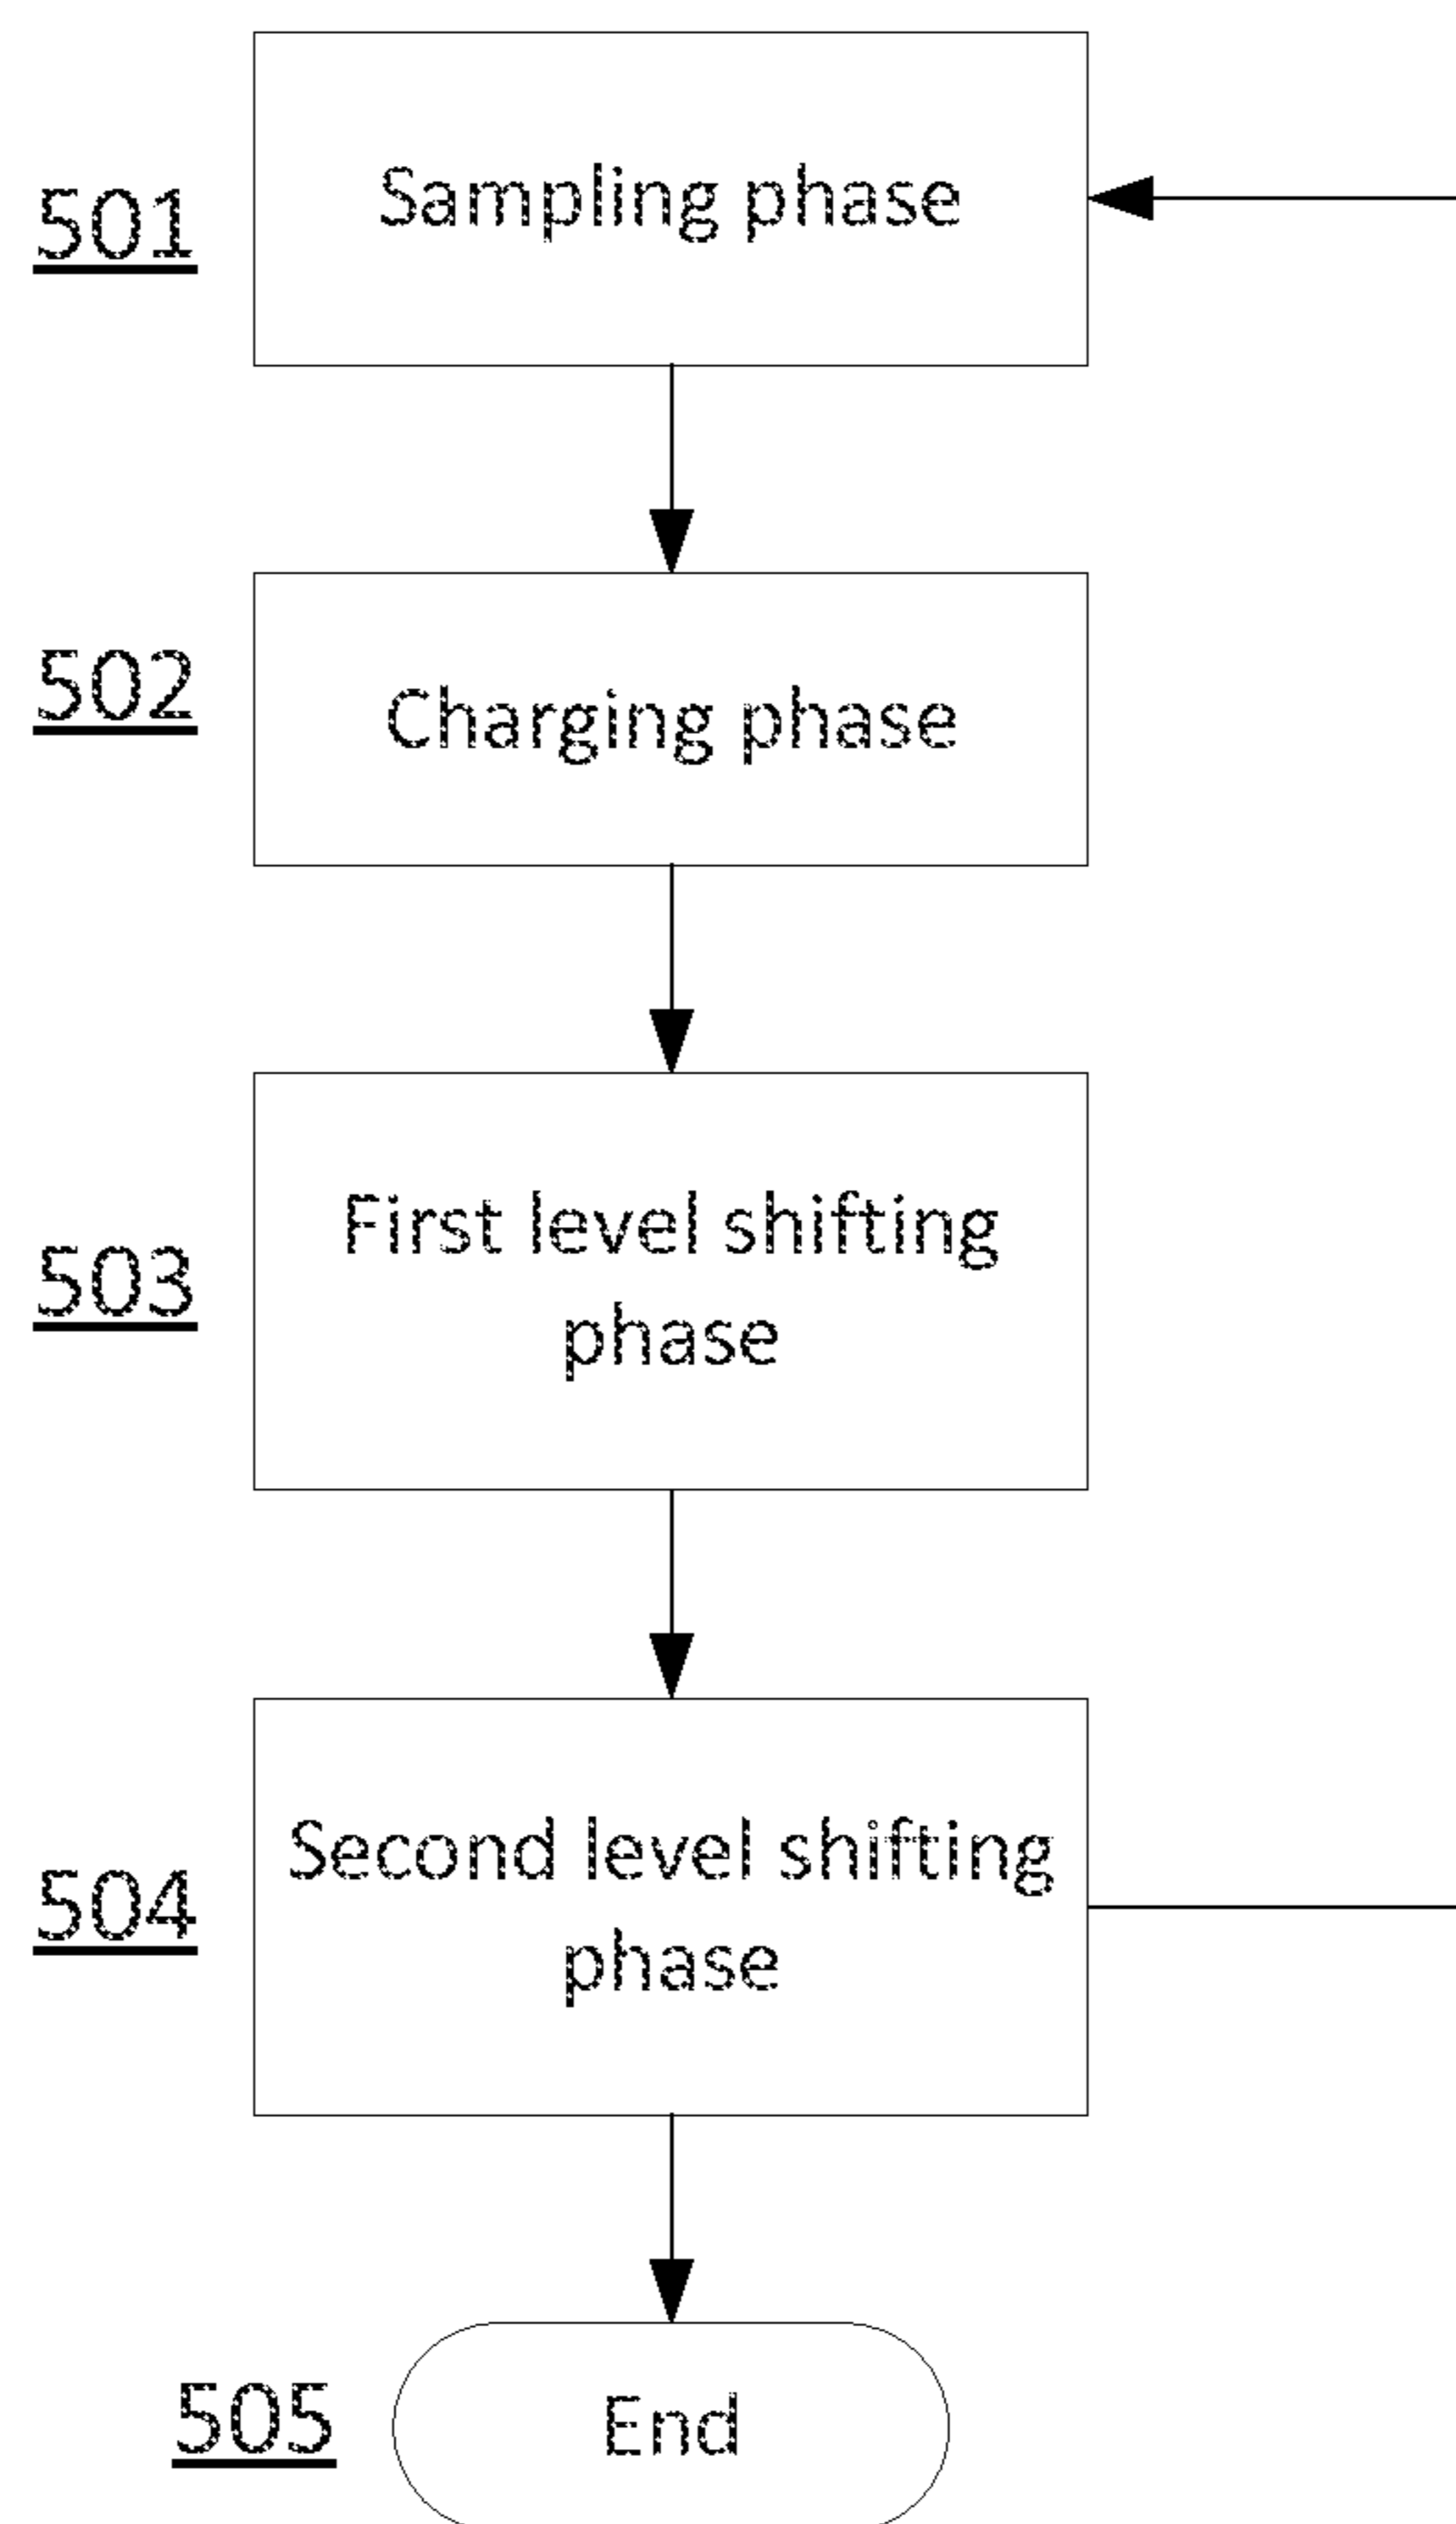 501
Sampling phase
502
Charging phase
503
First level shifting
phase
504
Second level shifting
phase
505
End